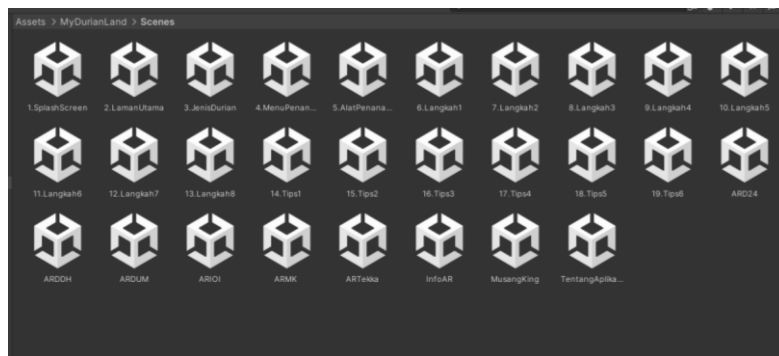 Assets > MyDurianLand > Scenes
1.SplashScreen 2.LamanUtama 3.JenisDurian 4.MenuPenan... 5.AlatPenana... 6.Langkah1 7.Langkah2 8.Langkah3 9.Langkah4 10.Langkah5
11.Langkah6 12.Langkah7 13.Langkah8 14.Tips1 15.Tips2 16.Tips3 17.Tips4 18.Tips5 19.Tips6 ARD24
ARDDH ARDUM ARIOI ARMK ARTekka InfoAR MusangKing TentangAplika...